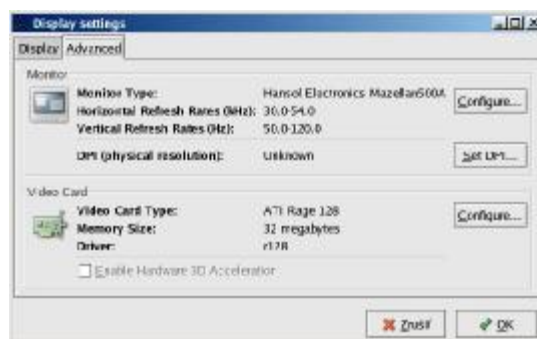 Display settings
Display Advanced
Monitor
Monitor Type: Hansol Electronics Mazellan500A Configure...
Horizontal Refresh Rares (kHz): 30.0-54.0
Vertical Refresh Rates (Hz): 50.0-120.0
DPI (physical resolution): Unknown Set DPI...
Video Card
Video Card Type: ATI Rage 128 Configure...
Memory Size: 32 megabytes
Driver: r128
Enable Hardware 3D Acceleration
Zrušit OK